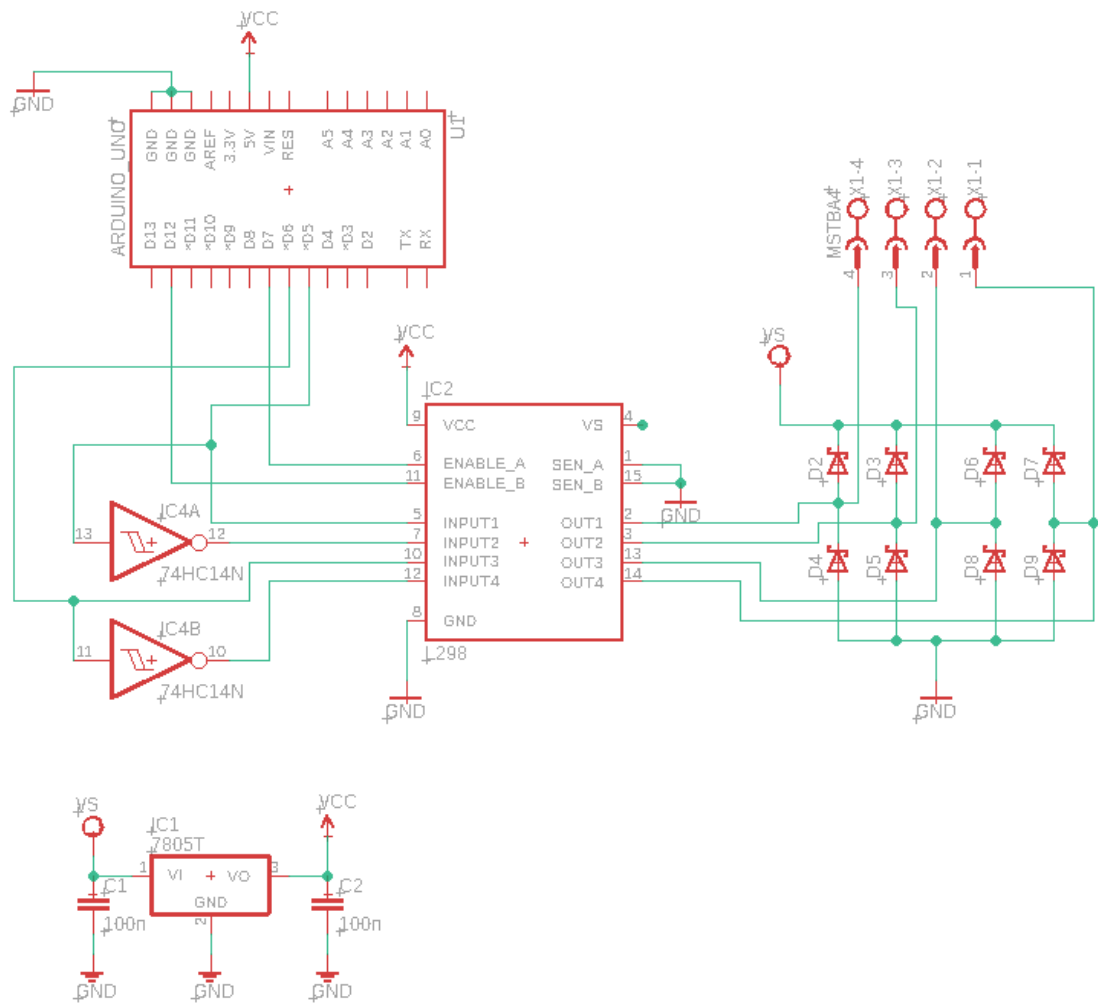 VCC
GND
ARDUINO_UNO
U1
GND
GND
GND
AREF
3.3V
5V
VIN
RES
A5
A4
A3
A2
A1
A0
D13
D12
*D11
*D10
*D9
D8
D7
*D6
*D5
D4
*D3
D2
TX
RX
X1-4
X1-3
X1-2
X1-1
MSTBA4
4
3
2
1
VS
VCC
IC2
9 VCC
VS 4
6 ENABLE_A
SEN_A 1
11 ENABLE_B
SEN_B 15
GND
5 INPUT1
OUT1 2
7 INPUT2
OUT2 3
10 INPUT3
OUT3 13
12 INPUT4
OUT4 14
8 GND
L298
GND
IC4A
13
12
74HC14N
IC4B
11
10
74HC14N
D2
D3
D6
D7
D4
D5
D8
D9
GND
VS
IC1
7805T
VCC
1 VI
VO 3
GND
2
C1
100n
C2
100n
GND
GND
GND